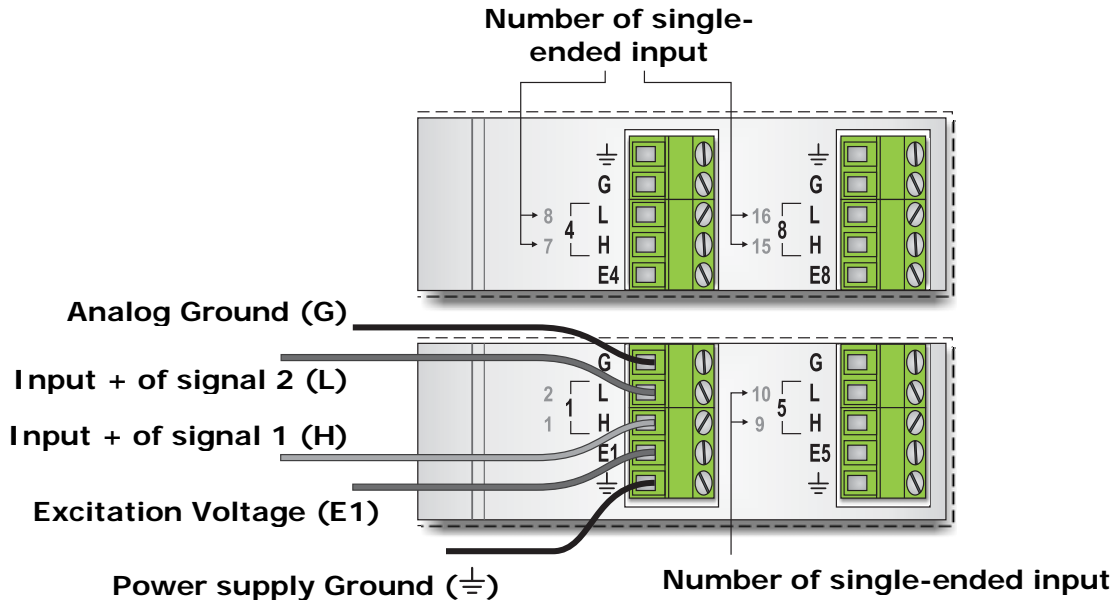 Number of single-
ended input
⏚ ⏚
G G
8 L 16 L
4 8
7 H 15 H
E4 E8
Analog Ground (G)
G G
Input + of signal 2 (L)
2 L 10 L
1 5
1 H 9 H
Input + of signal 1 (H)
E1 E5
⏚ ⏚
Excitation Voltage (E1)
Power supply Ground (⏚)
Number of single-ended input